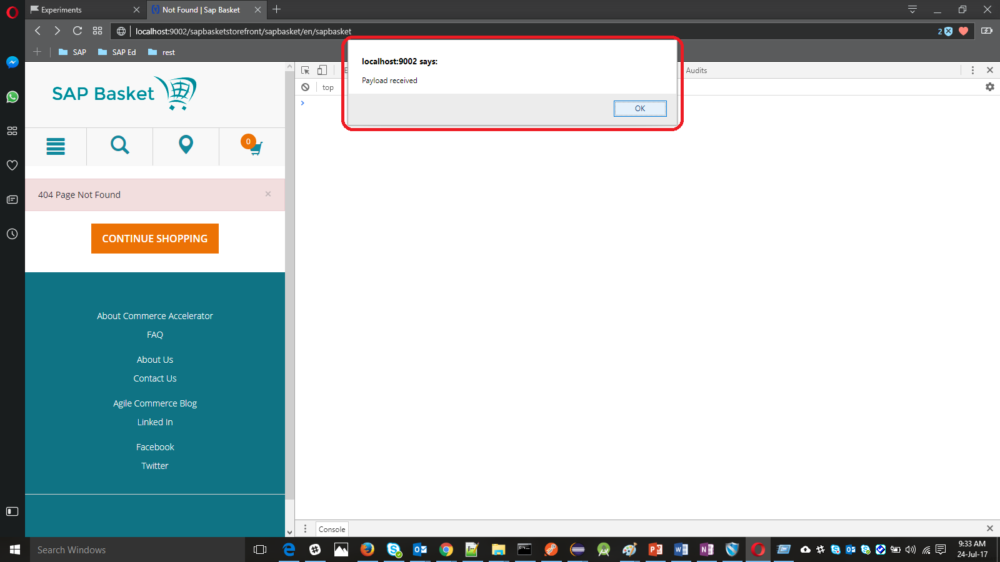 Experiments
Not Found | Sap Basket
localhost:9002/sapbasketstorefront/sapbasket/en/sapbasket
2
SAP
SAP Ed
rest
localhost:9002 says:
Payload received
OK
Audits
top
SAP Basket
0
404 Page Not Found
CONTINUE SHOPPING
About Commerce Accelerator
FAQ
About Us
Contact Us
Agile Commerce Blog
Linked In
Facebook
Twitter
Console
Search Windows
9:33 AM
24-Jul-17